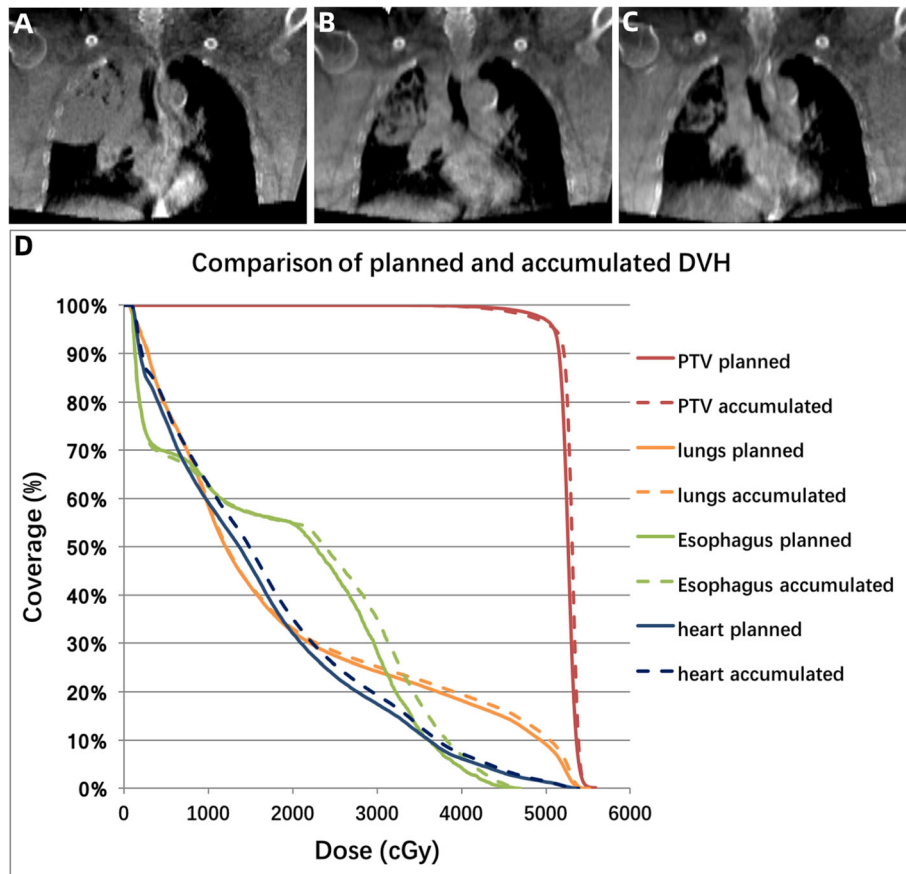 A
B
C
D
Comparison of planned and accumulated DVH
100%
90%
80%
70%
60%
50%
40%
30%
20%
10%
0%
Coverage (%)
0 1000 2000 3000 4000 5000 6000
Dose (cGy)
PTV planned
PTV accumulated
lungs planned
lungs accumulated
Esophagus planned
Esophagus accumulated
heart planned
heart accumulated